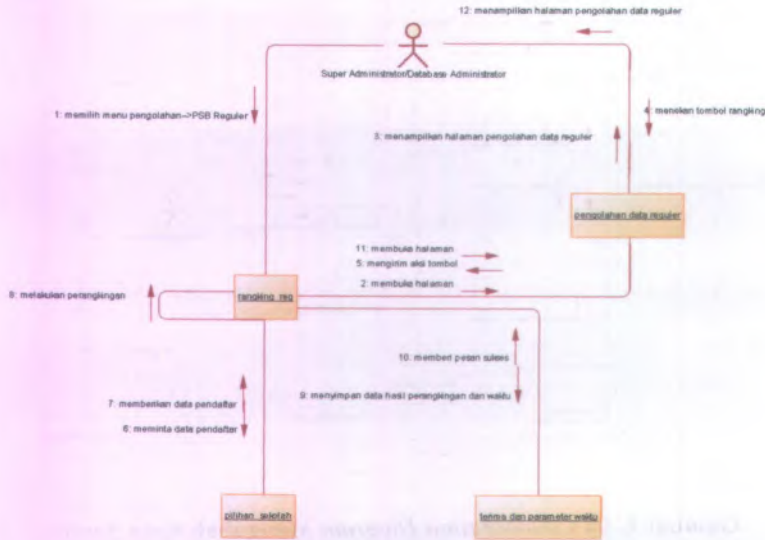 12: menampilkan halaman pengolahan data reguler
Super Administrator/Database Administrator
1: memilih menu pengolahan-->PSB Reguler
4: menekan tombol rangking
3: menampilkan halaman pengolahan data reguler
pengolahan data reguler
11: membuka halaman
5: mengirim aksi tombol
2: membuka halaman
8: melakukan perangkingan
rangking_reg
10: memberi pesan sukses
7: memberikan data pendaftar
9: menyimpan data hasil perangkingan dan waktu
6: meminta data pendaftar
pilihan_sekolah
terima dan parameter waktu